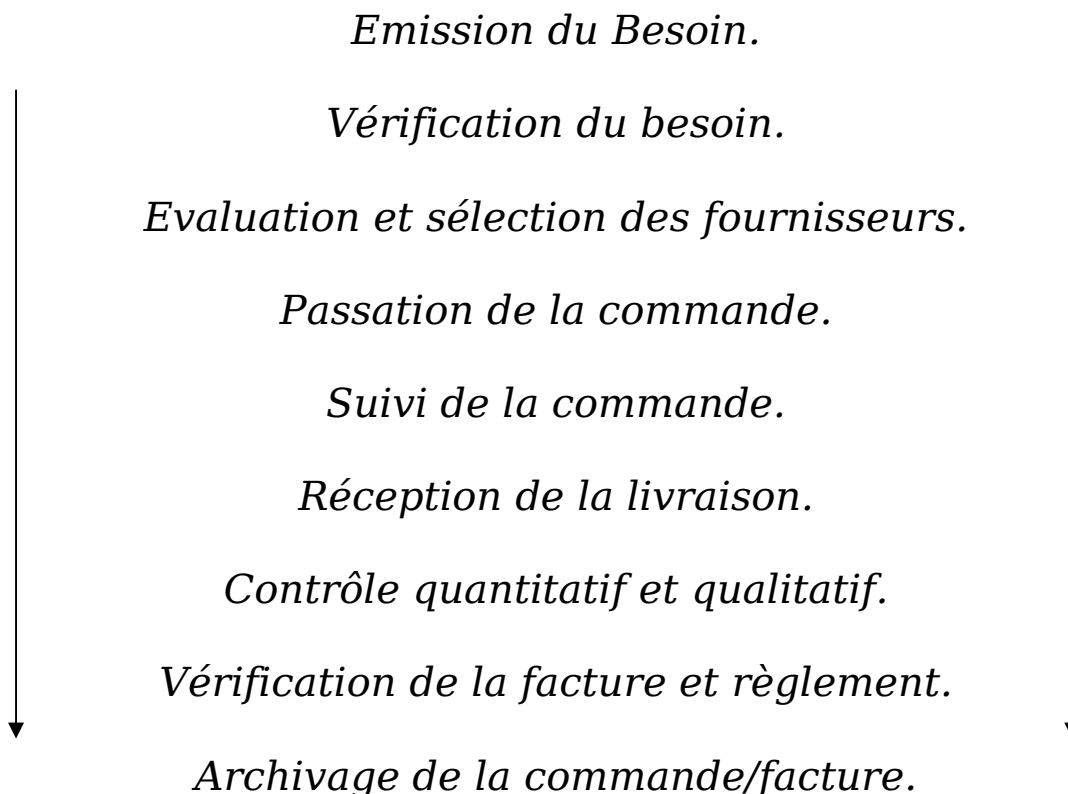 Emission du Besoin.
Vérification du besoin.
Evaluation et sélection des fournisseurs.
Passation de la commande.
Suivi de la commande.
Réception de la livraison.
Contrôle quantitatif et qualitatif.
Vérification de la facture et règlement.
Archivage de la commande/facture.